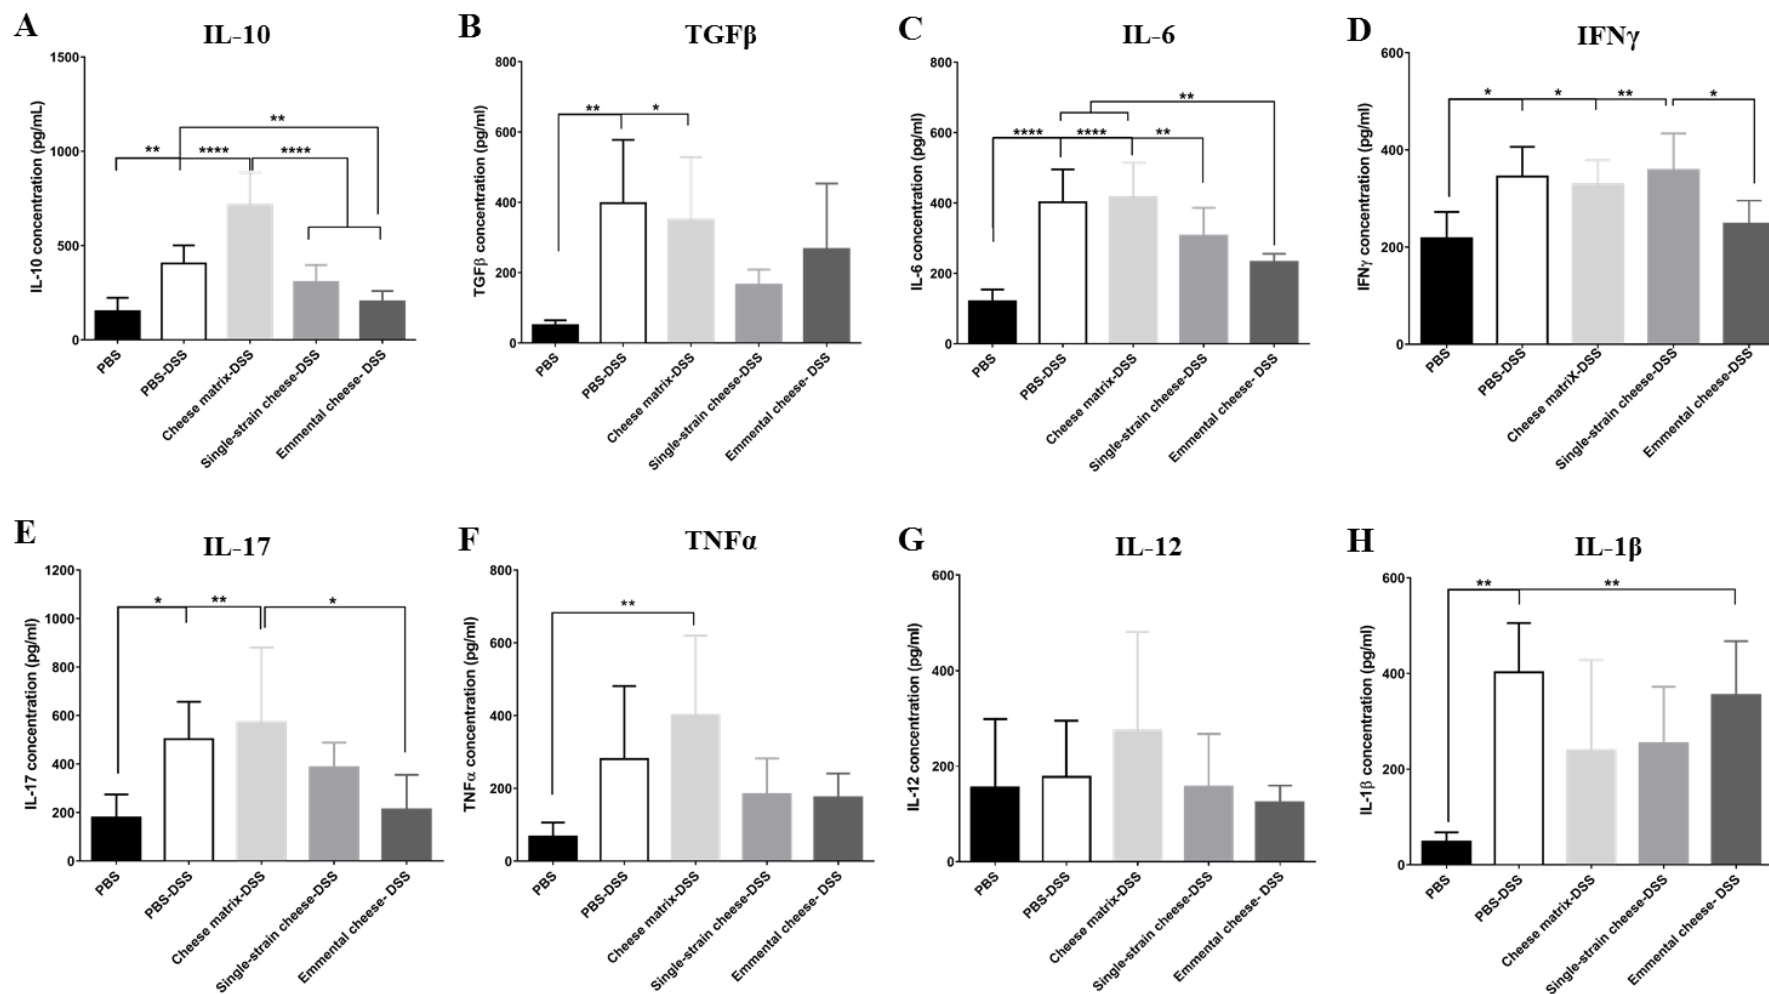 A
IL-10
IL-10 concentration (pg/mL)
1500
1000
500
0
**
****
****
**
PBS
PBS-DSS
Cheese matrix-DSS
Single-strain cheese-DSS
Emmental cheese- DSS
B
TGFβ
TGFβ concentration (pg/ml)
800
600
400
200
0
**
*
PBS
PBS-DSS
Cheese matrix-DSS
Single-strain cheese-DSS
Emmental cheese- DSS
C
IL-6
IL-6 concentration (pg/ml)
800
600
400
200
0
****
****
**
**
PBS
PBS-DSS
Cheese matrix-DSS
Single-strain cheese-DSS
Emmental cheese- DSS
D
IFNγ
IFNγ concentration (pg/ml)
600
400
200
0
*
*
**
*
PBS
PBS-DSS
Cheese matriX-DSS
Single-strain cheese-DSS
Emmental cheese-DSS
E
IL-17
IL-17 concentration (pg/ml)
1200
1000
800
600
400
200
0
*
**
*
PBS
PBS-DSS
Cheese matrix-DSS
Single-strain cheese-DSS
Emmental cheese- DSS
F
TNFα
TNFα concentration (pg/ml)
800
600
400
200
0
**
PBS
PBS-DSS
Cheese matrix-DSS
Single-strain cheese-DSS
Emmental cheese- DSS
G
IL-12
IL-12 concentration (pg/ml)
600
400
200
0
PBS
PBS-DSS
Cheese matrix-DSS
Single-strain cheese-DSS
Emmental cheese- DSS
H
IL-1β
IL-1β concentration (pg/ml)
600
400
200
0
**
**
PBS
PBS-DSS
Cheese matrix-DSS
Single-strain cheese-DSS
Emmental cheese- DSS